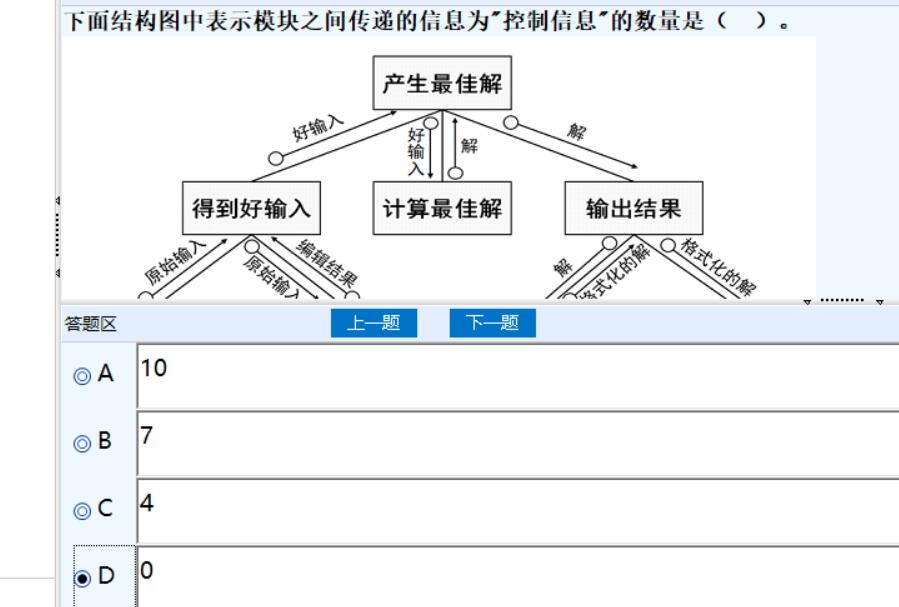 下面结构图中表示模块之间传递的信息为"控制信息"的数量是（　）。
产生最佳解
好输入
好输入
解
解
得到好输入
计算最佳解
输出结果
原始输入
原始输入
编辑结果
解
格式化的解
格式化的解
答题区
上一题
下一题
A 10
B 7
C 4
D 0